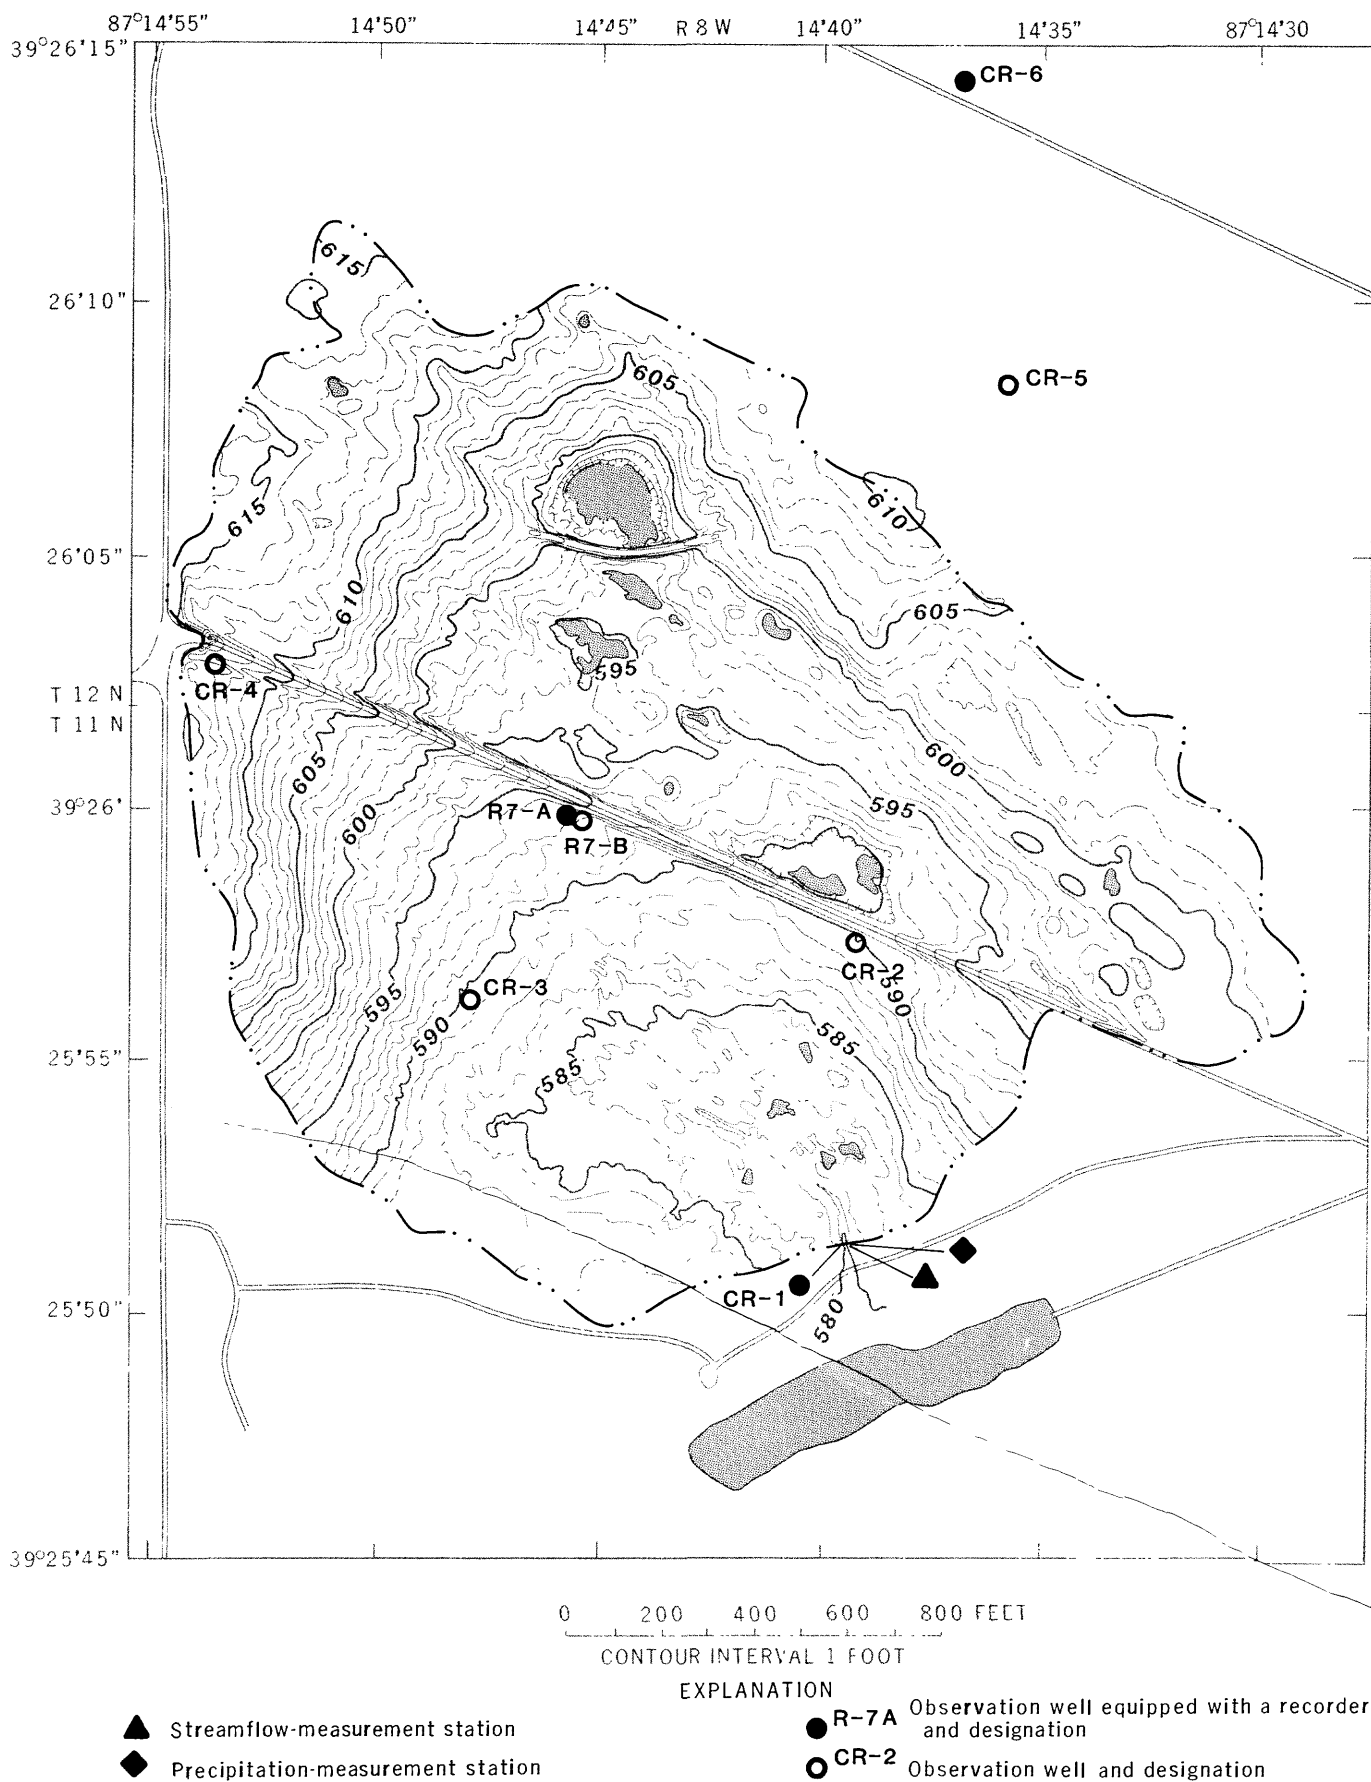 87°14'55" 14'50" 14'45" R 8 W 14'40" 14'35" 87°14'30
39°26'15"
CR-6
615
26'10"
605
CR-5
615
610
26'05"
610
605
595
CR-4
T 12 N
T 11 N
605
600
39°26'
595
R7-A
600
R7-B
CR-2
CR-3
595
590
590
585
25'55"
585
CR-1
25'50"
580
39°25'45"
0 200 400 600 800 FEET
CONTOUR INTERVAL 1 FOOT
EXPLANATION
Streamflow-measurement station
Precipitation-measurement station
R-7A Observation well equipped with a recorder
and designation
CR-2 Observation well and designation